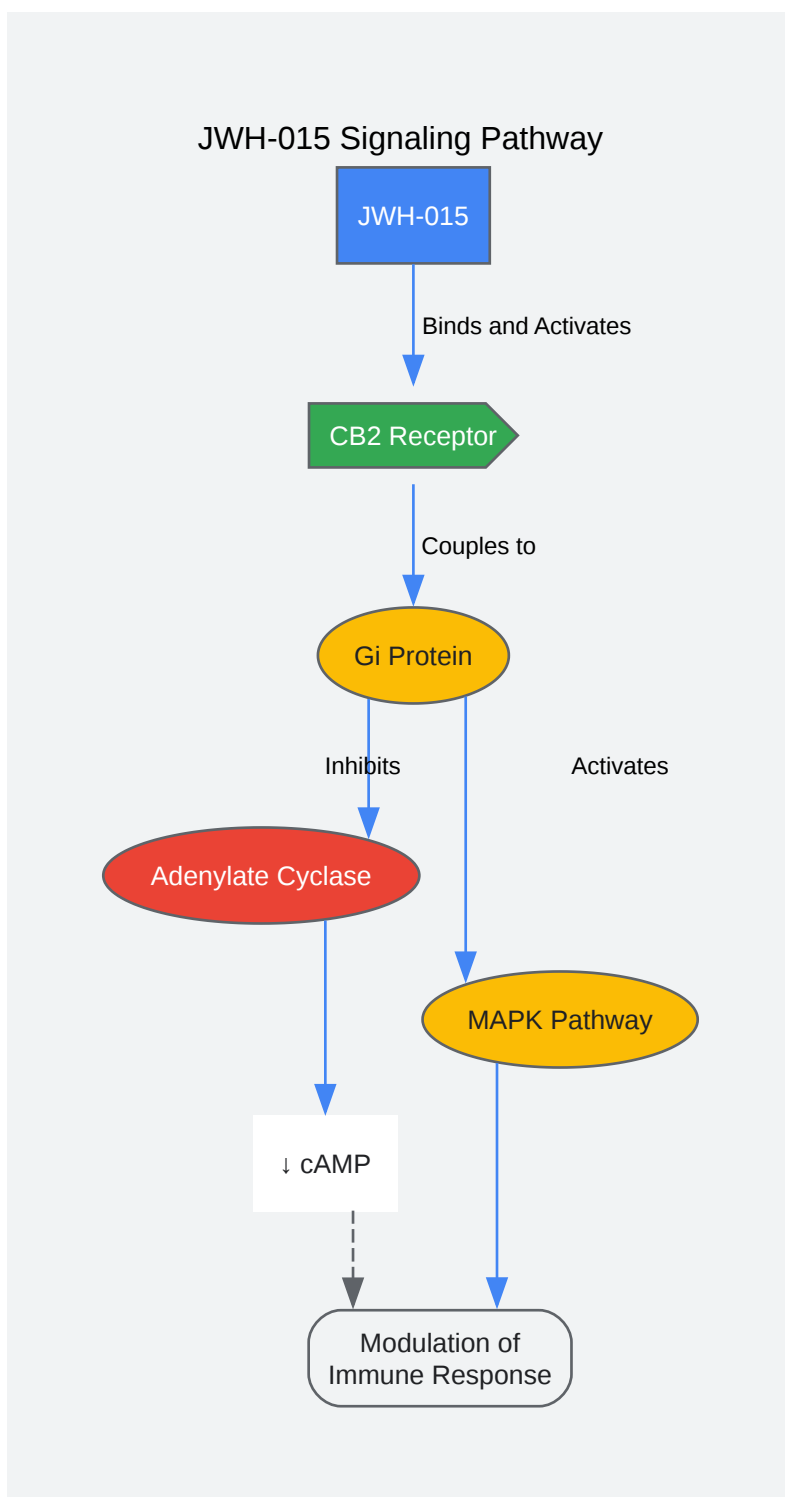 JWH-015 Signaling Pathway
JWH-015
Binds and Activates
CB2 Receptor
Couples to
Gi Protein
Inhibits
Activates
Adenylate Cyclase
MAPK Pathway
↓ cAMP
Modulation of
Immune Response